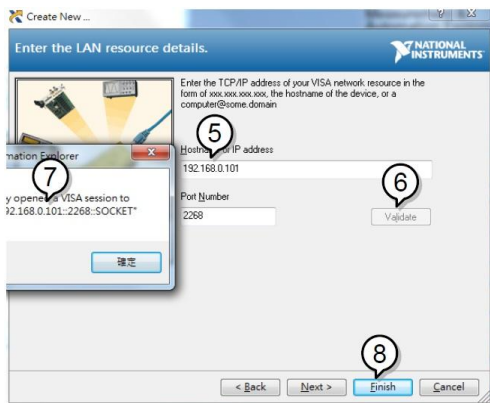 Create New ...
Enter the LAN resource details.
NATIONAL
INSTRUMENTS
Enter the TCP/IP address of your VISA network resource in the
form of xxx.xxx.xxx.xxx, the hostname of the device, or a
computer@some.domain
5
IP address
192.168.0.101
6
Port Number
2268
Validate
mation Explorer
7
VISA session to
92.168.0.101::2268::SOCKET"
確定
8
< Back Next > Finish Cancel